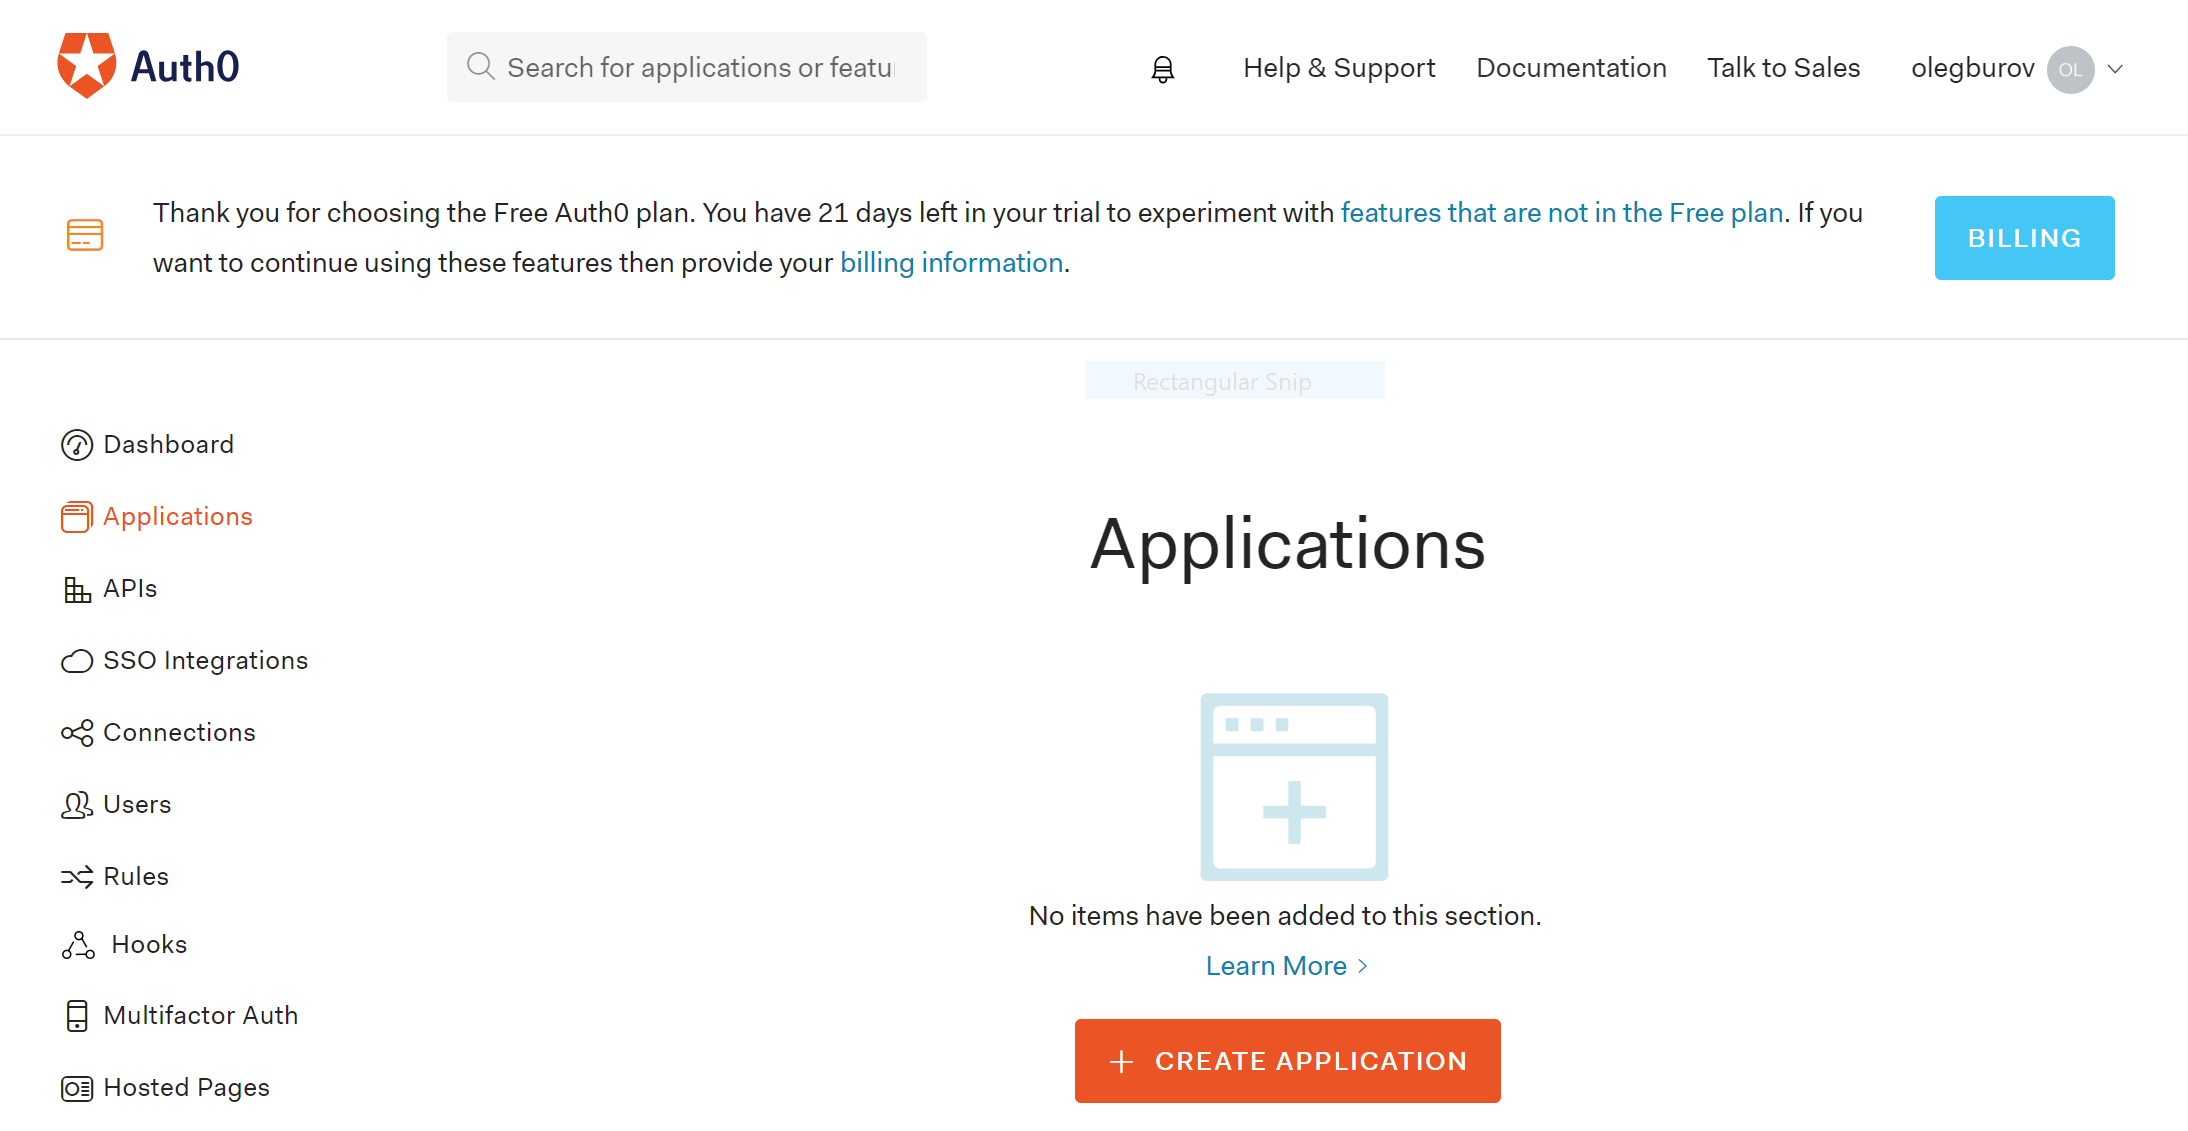 Auth0
Search for applications or featu
Help & Support
Documentation
Talk to Sales
olegburov
OL
Thank you for choosing the Free Auth0 plan. You have 21 days left in your trial to experiment with features that are not in the Free plan. If you
want to continue using these features then provide your billing information.
BILLING
Rectangular Snip
Dashboard
Applications
APIs
SSO Integrations
Connections
Users
Rules
Hooks
Multifactor Auth
Hosted Pages
Applications
No items have been added to this section.
Learn More
CREATE APPLICATION